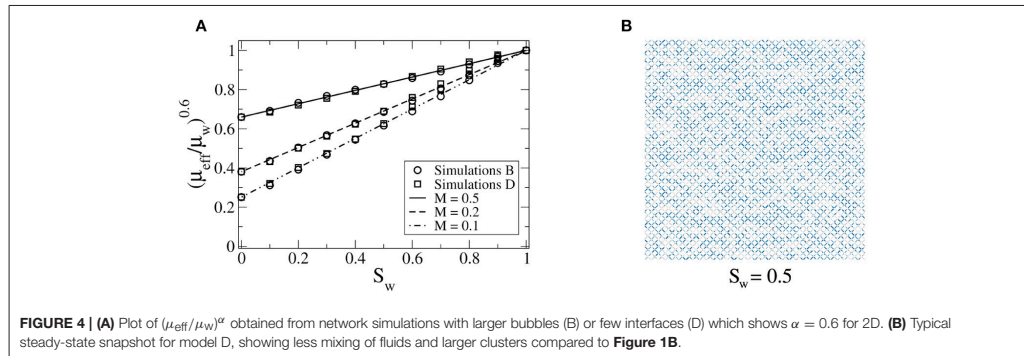 A
B
1
0.8
0.6
0.4
0.2
0
(μeff/μw)^0.6
Simulations B
Simulations D
M = 0.5
M = 0.2
M = 0.1
0 0.2 0.4 0.6 0.8 1
Sw
Sw = 0.5
FIGURE 4 | (A) Plot of (μeff/μw)^α obtained from network simulations with larger bubbles (B) or few interfaces (D) which shows α = 0.6 for 2D. (B) Typical
steady-state snapshot for model D, showing less mixing of fluids and larger clusters compared to Figure 1B.